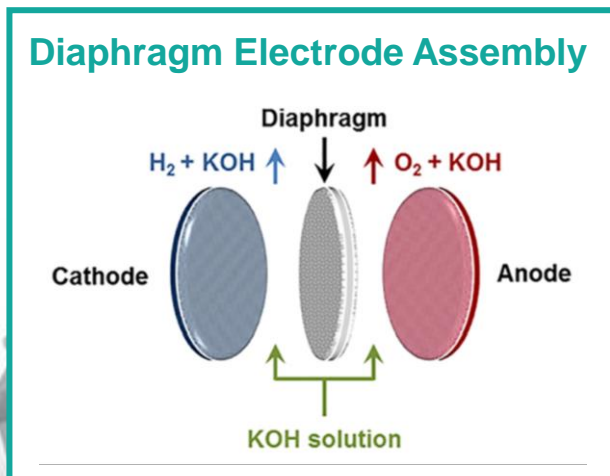 Diaphragm Electrode Assembly
Diaphragm
H₂ + KOH
O₂ + KOH
Cathode
Anode
KOH solution